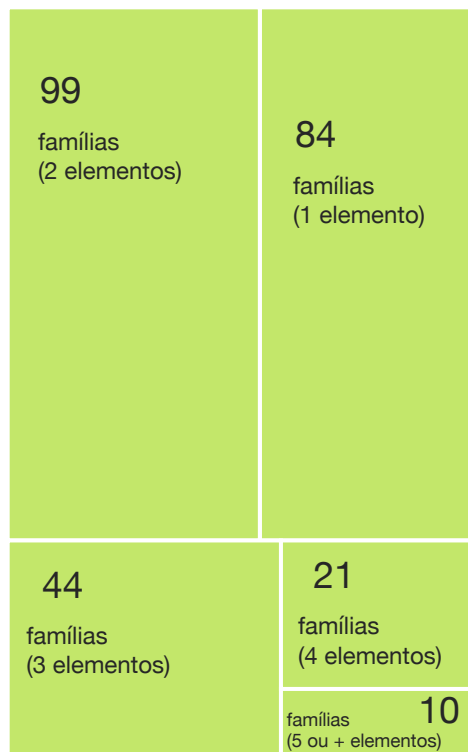 99
famílias
(2 elementos)
84
famílias
(1 elemento)
44
famílias
(3 elementos)
21
famílias
(4 elementos)
10
famílias
(5 ou + elementos)